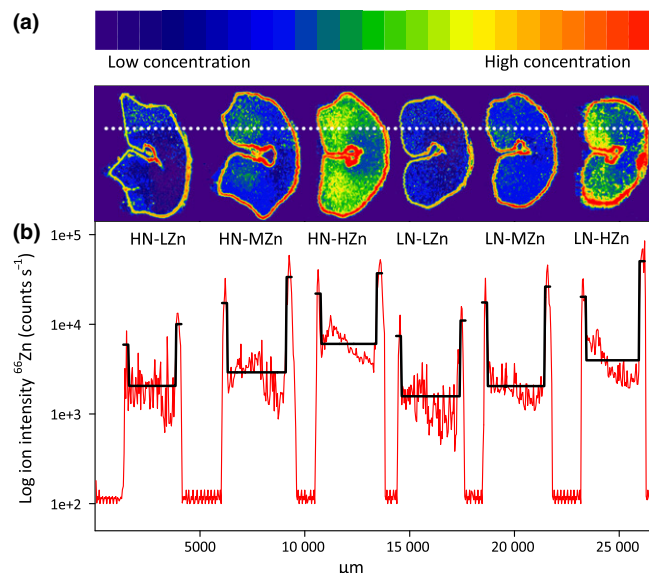 (a)
Low concentration High concentration
(b)
HN-LZn HN-MZn HN-HZn LN-LZn LN-MZn LN-HZn
Log ion intensity ⁶⁶Zn (counts s⁻¹)
1e+5
1e+4
1e+3
1e+2
5000 10 000 15 000 20 000 25 000
µm